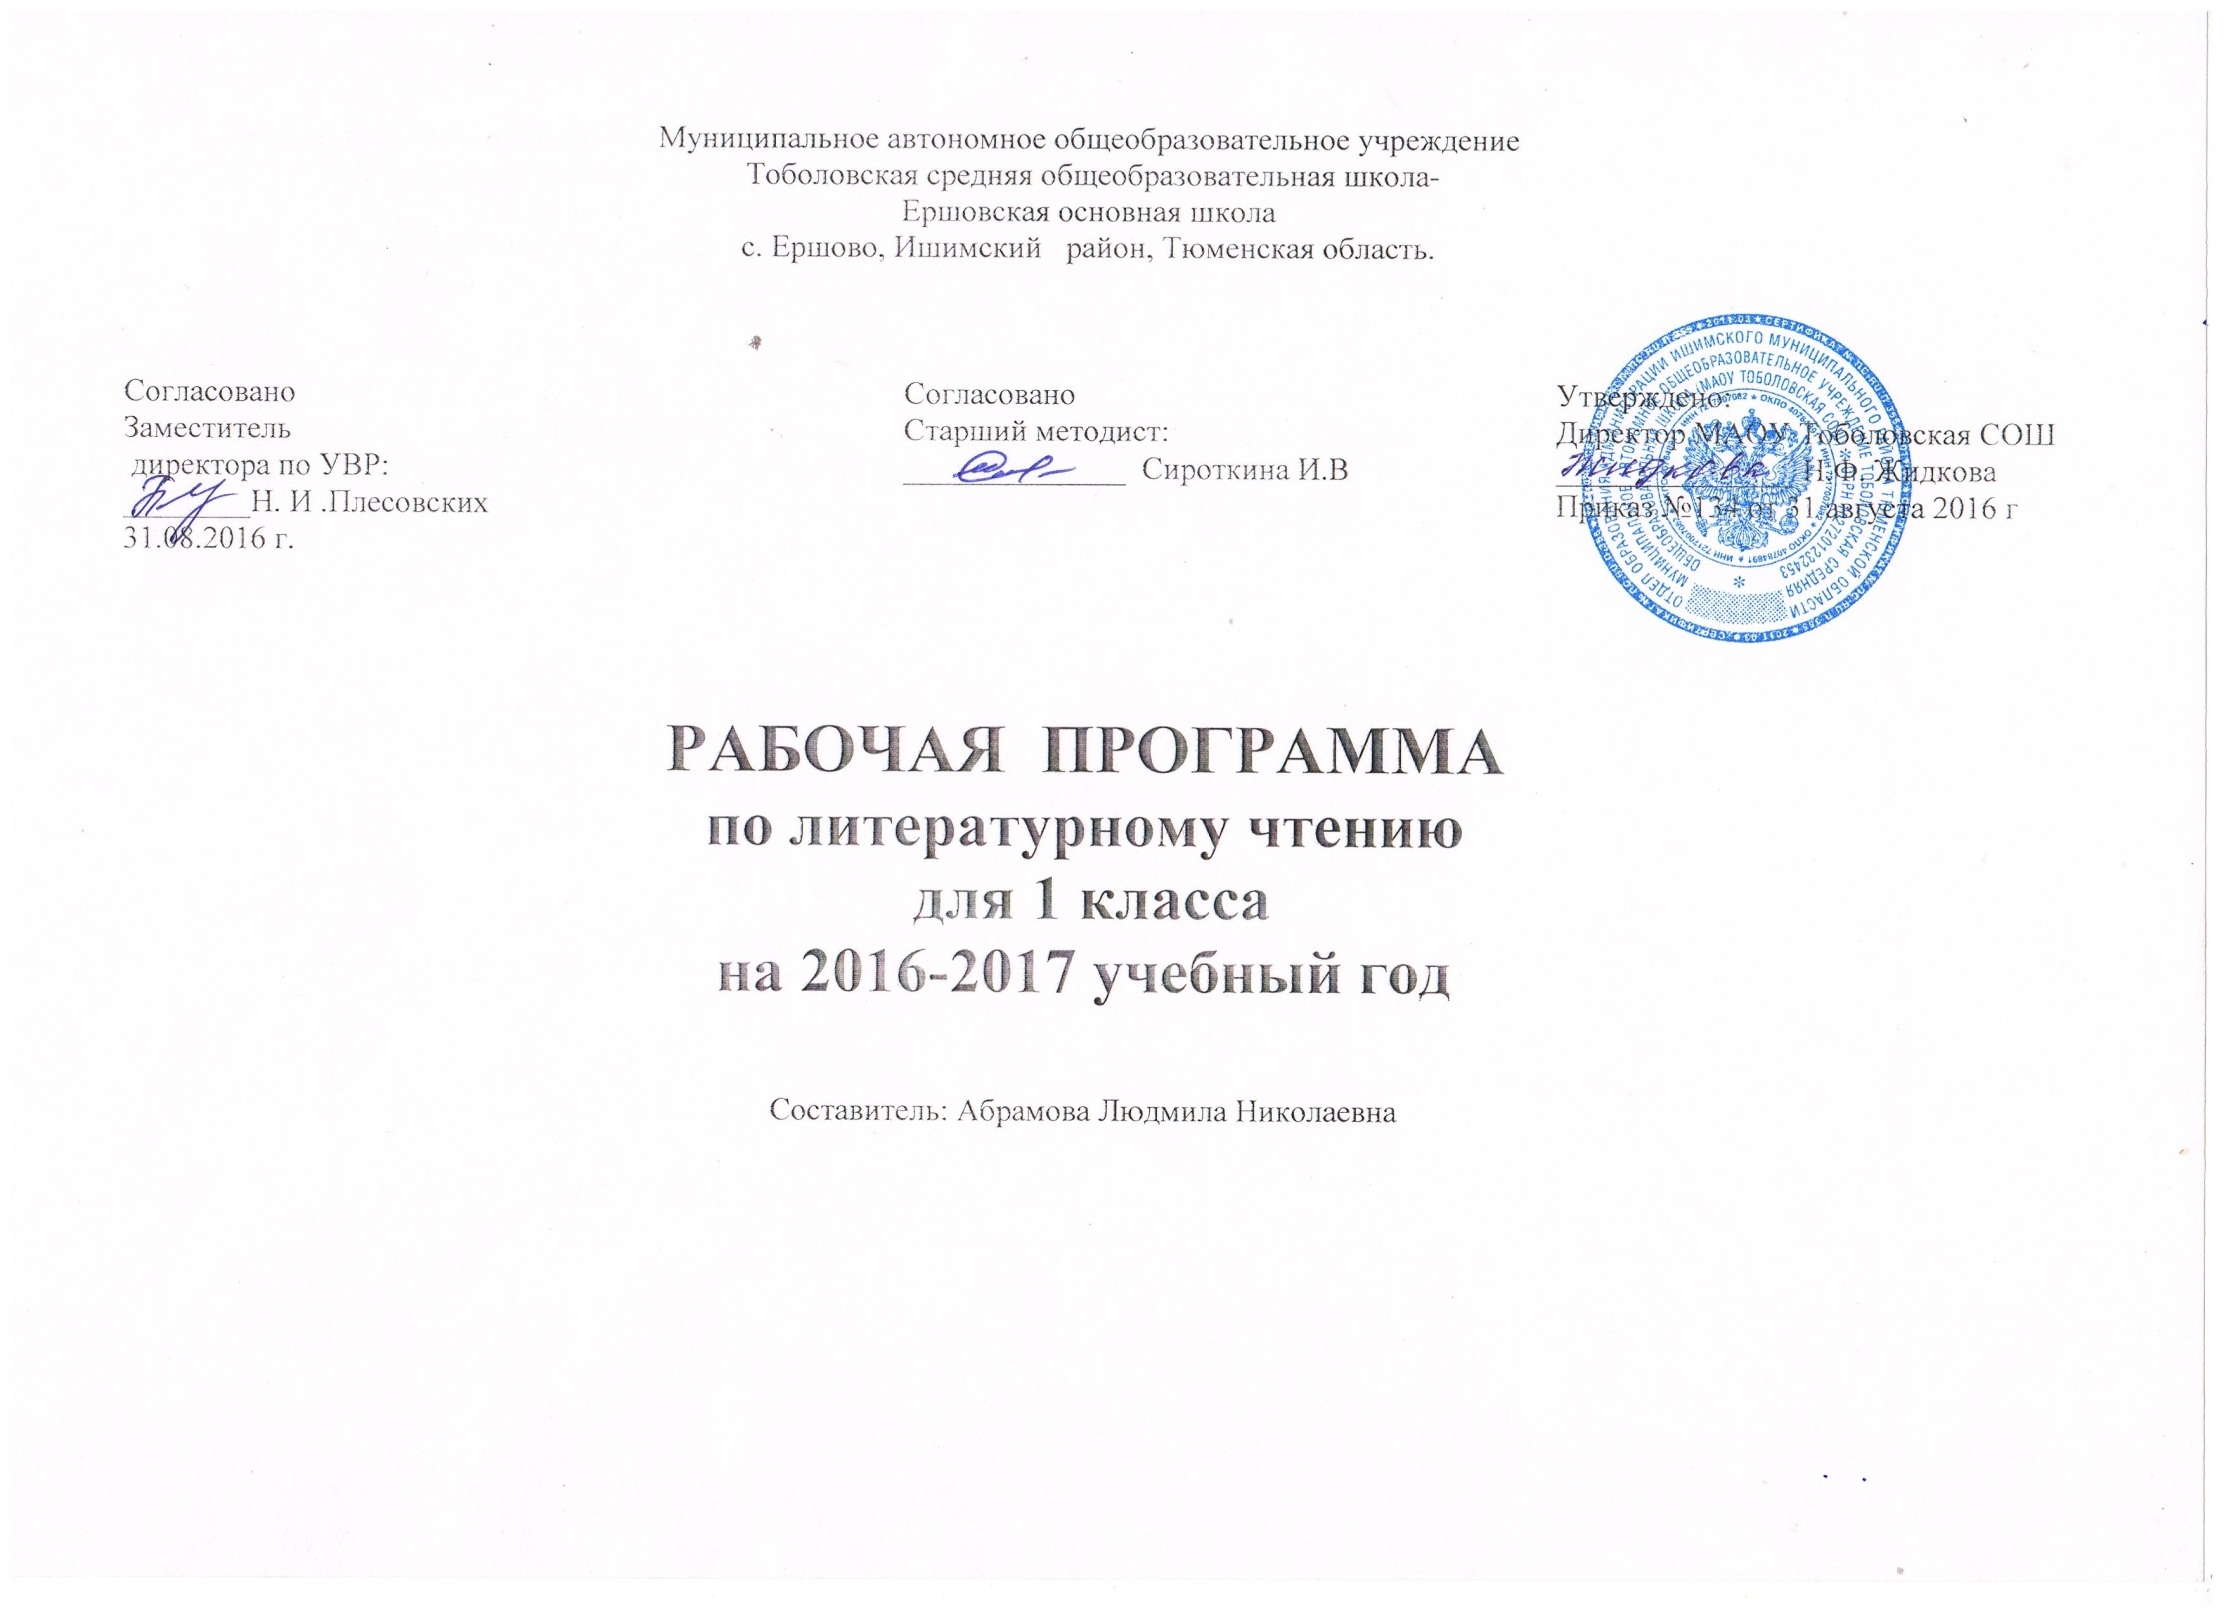 Муниципальное автономное общеобразовательное учреждение
Тоболовская средняя общеобразовательная школа-
Ершовская основная школа
с. Ершово, Ишимский район, Тюменская область.
Согласовано
Заместитель
директора по УВР:
Н. И .Плесовских
31.08.2016 г.
Согласовано
Старший методист:
Сироткина И.В
Утверждено:
Директор МАОУ Тоболовская СОШ
Жидкова Н.Ф. Жидкова
Приказ №134 от 31 августа 2016 г
РАБОЧАЯ ПРОГРАММА
по литературному чтению
для 1 класса
на 2016-2017 учебный год
Составитель: Абрамова Людмила Николаевна